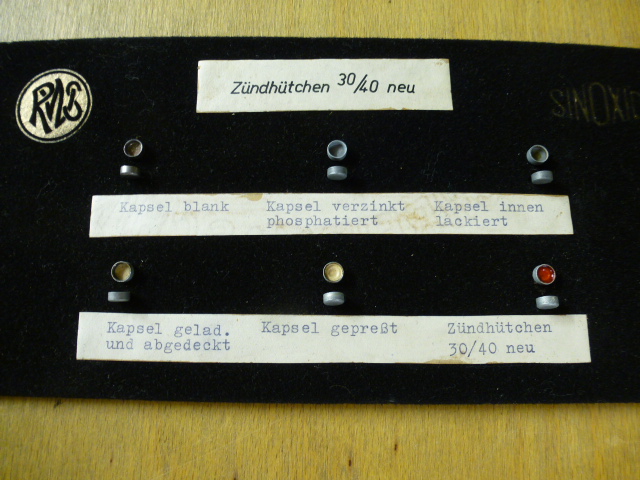 RWS
Zündhütchen 30/40 neu
SINOXID
Kapsel blank
Kapsel verzinkt
phosphatiert
Kapsel innen
lackiert
Kapsel gelad.
und abgedeckt
Kapsel gepreßt
Zündhütchen
30/40 neu